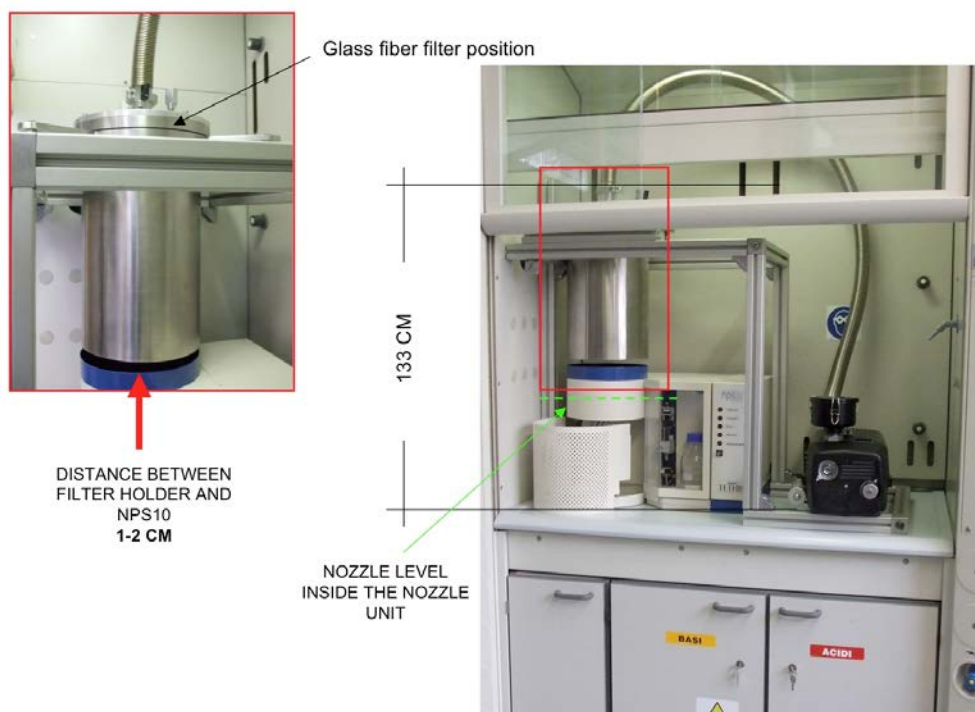 Glass fiber filter position
133 CM
DISTANCE BETWEEN
FILTER HOLDER AND
NPS10
1-2 CM
NOZZLE LEVEL
INSIDE THE NOZZLE
UNIT
BASI
ACIDI